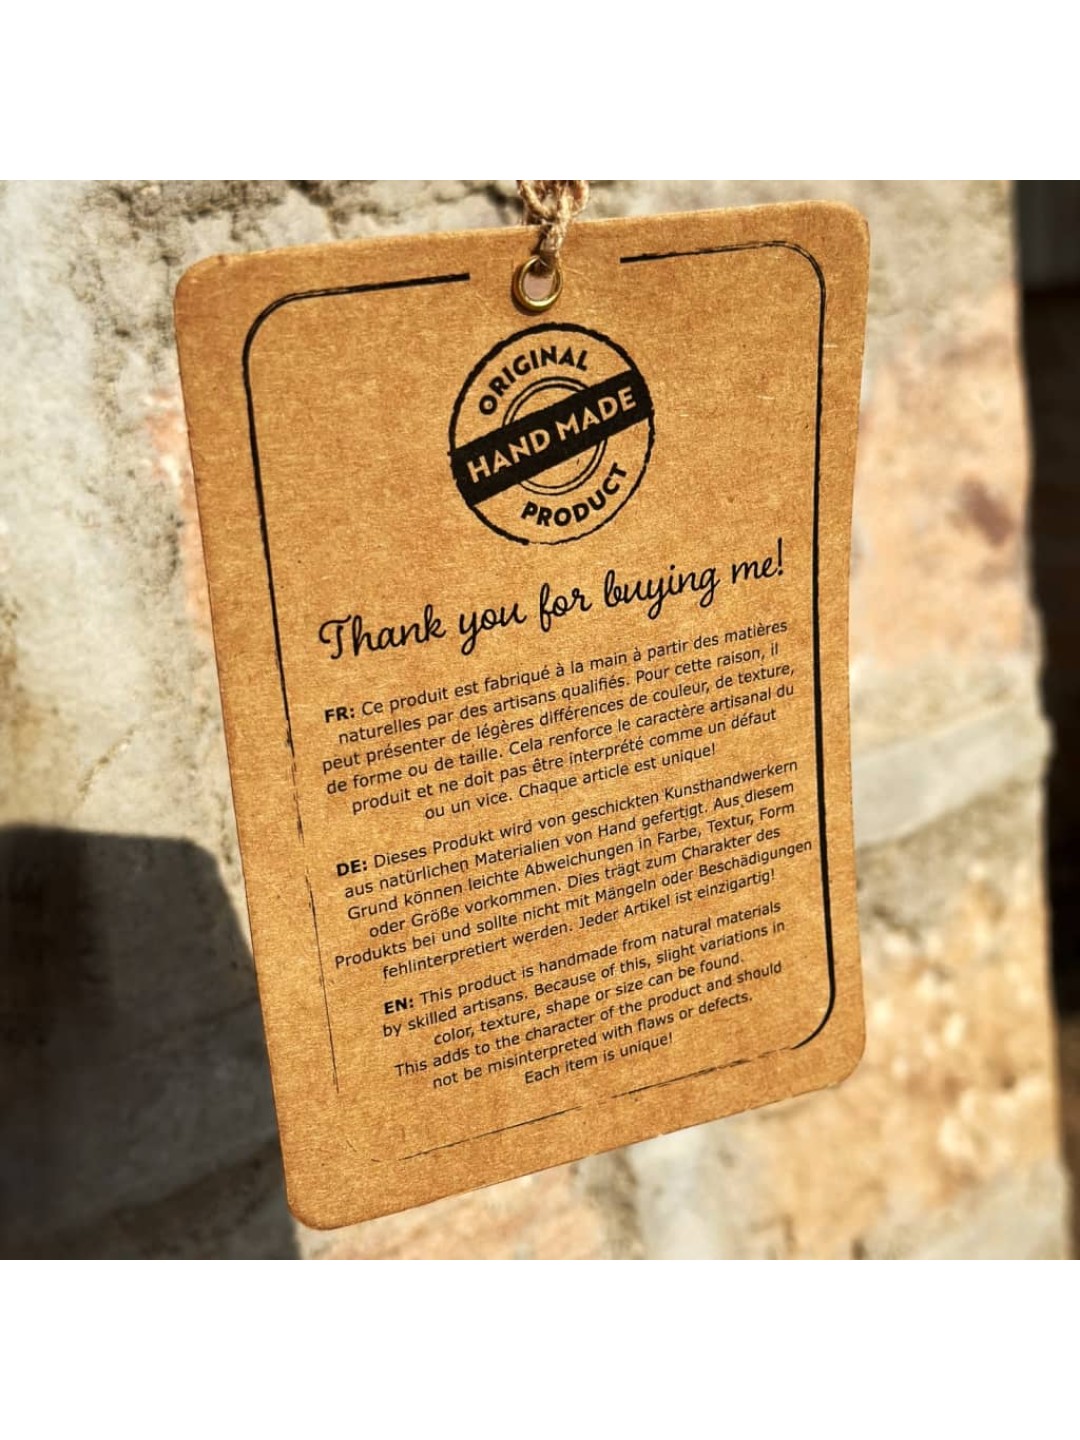 ORIGINAL
HAND MADE
PRODUCT
Thank you for buying me!
FR: Ce produit est fabriqué à la main à partir des matières
naturelles par des artisans qualifiés. Pour cette raison, il
peut présenter de légères différences de couleur, de texture,
de forme ou de taille. Cela renforce le caractère artisanal du
produit et ne doit pas être interprété comme un défaut
ou un vice. Chaque article est unique!
DE: Dieses Produkt wird von geschickten Kunsthandwerkern
aus natürlichen Materialien von Hand gefertigt. Aus diesem
Grund können leichte Abweichungen in Farbe, Textur, Form
oder Größe vorkommen. Dies trägt zum Charakter des
Produkts bei und sollte nicht mit Mängeln oder Beschädigungen
fehlinterpretiert werden. Jeder Artikel ist einzigartig!
EN: This product is handmade from natural materials
by skilled artisans. Because of this, slight variations in
color, texture, shape or size can be found.
This adds to the character of the product and should
not be misinterpreted with flaws or defects.
Each item is unique!